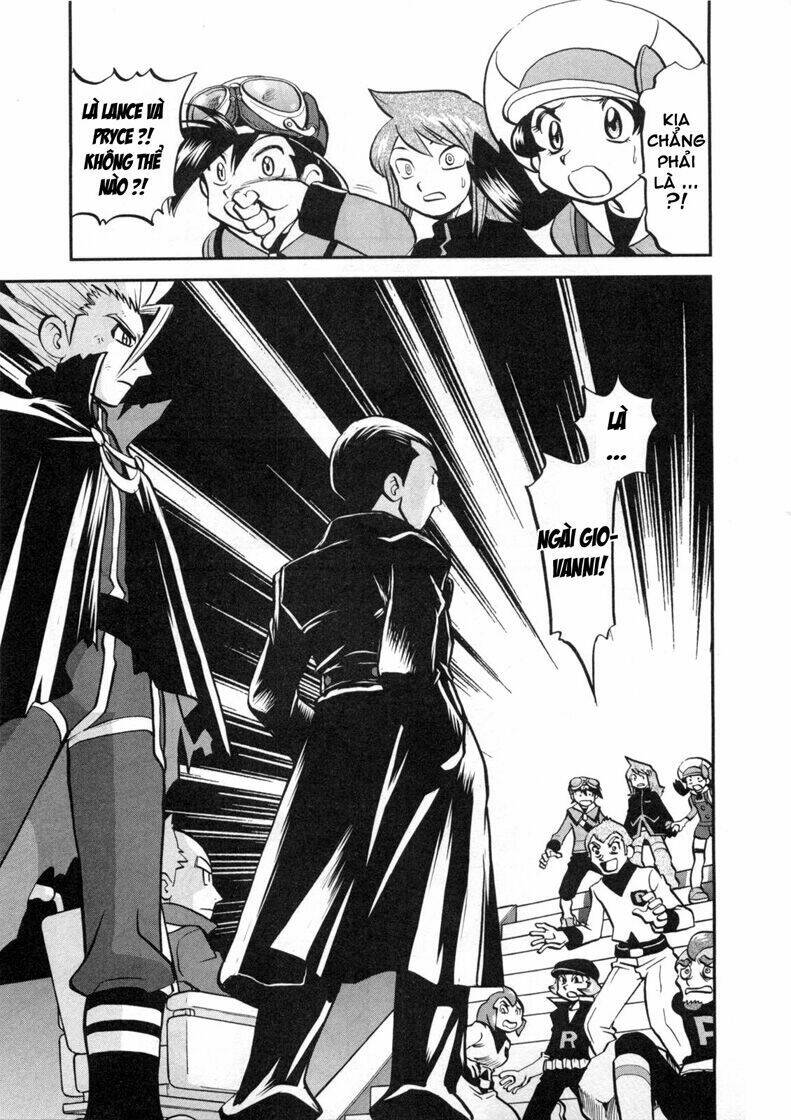 KIA
CHẲNG
PHẢI
LÀ ...
?!
LÀ LANCE VÀ
PRYCE ?!
KHÔNG THỂ
NÀO ?!
LÀ
...
NGÀI GIO-
VANNI!
R
R
R